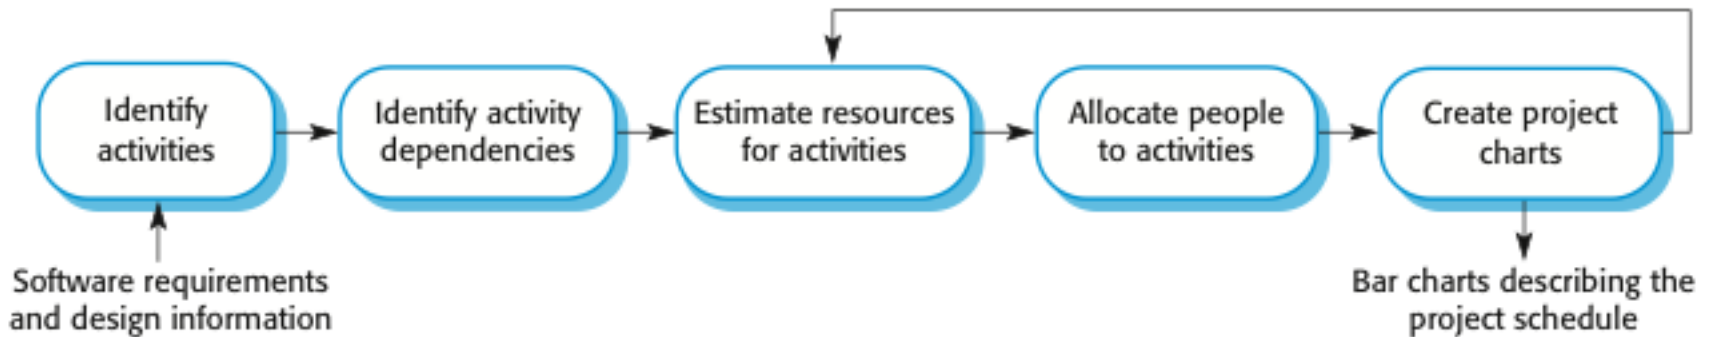 Identify
activities
Identify activity
dependencies
Estimate resources
for activities
Allocate people
to activities
Create project
charts
Software requirements
and design information
Bar charts describing the
project schedule